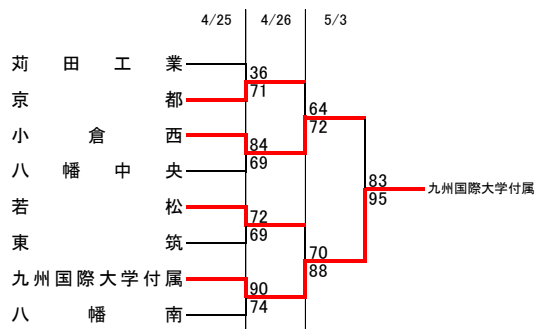 4/25 4/26 5/3
苅田工業
36
京都
71
64
小倉西
72
84
八幡中央
69
83 九州国際大学付属
若松
95
72
東筑
69
70
九州国際大学付属
88
90
八幡南
74